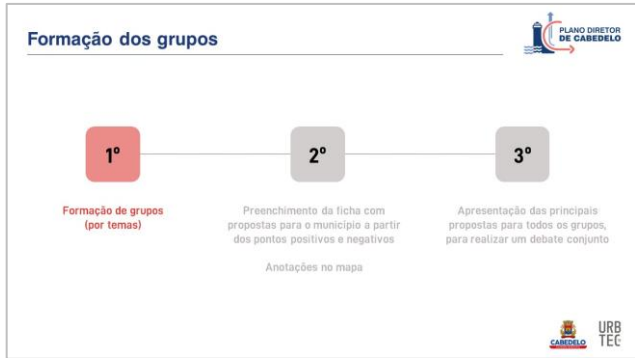 Formação dos grupos
PLANO DIRETOR
DE CABEDELO
1º
2º
3º
Formação de grupos
(por temas)
Preenchimento da ficha com
propostas para o município a partir
dos pontos positivos e negativos
Anotações no mapa
Apresentação das principais
propostas para todos os grupos,
para realizar um debate conjunto
CABEDELO
URB
TEC